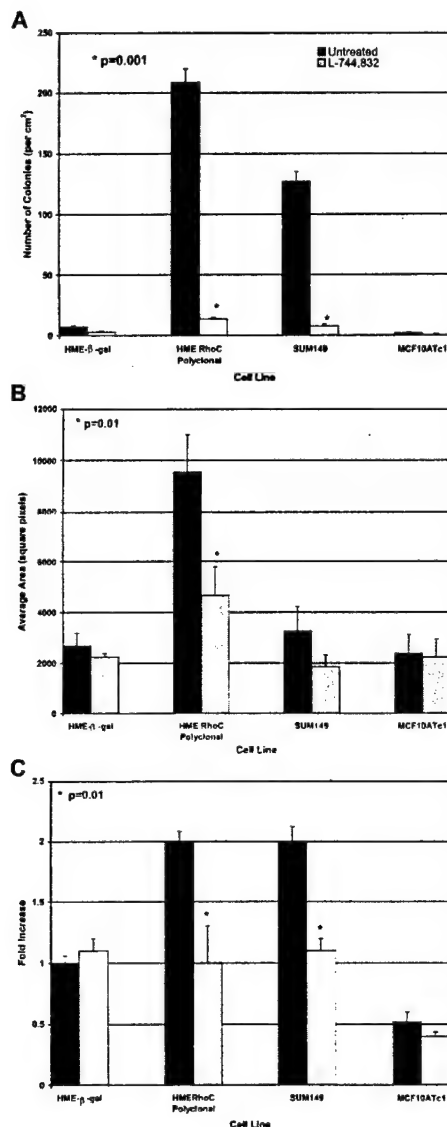 A
250
* p=0.001
Untreated
L-744,832
200
150
100
50
0
Number of Colonies (per cm²)
HME-β -gal
HME RhoC
Polyclonal
SUM149
MCF10ATc1
Cell Line
B
12000
* p=0.01
10000
8000
6000
4000
2000
0
Average Area (square pixels)
*
HME-β -gal
HME RhoC
Polyclonal
SUM149
MCF10ATc1
Cell Line
C
2.5
* p=0.01
2
1.5
1
0.5
0
Fold Increase
*
*
HME-β -gal
HMERhoC
Polyclonal
SUM149
MCF10ATc1
Cell Line